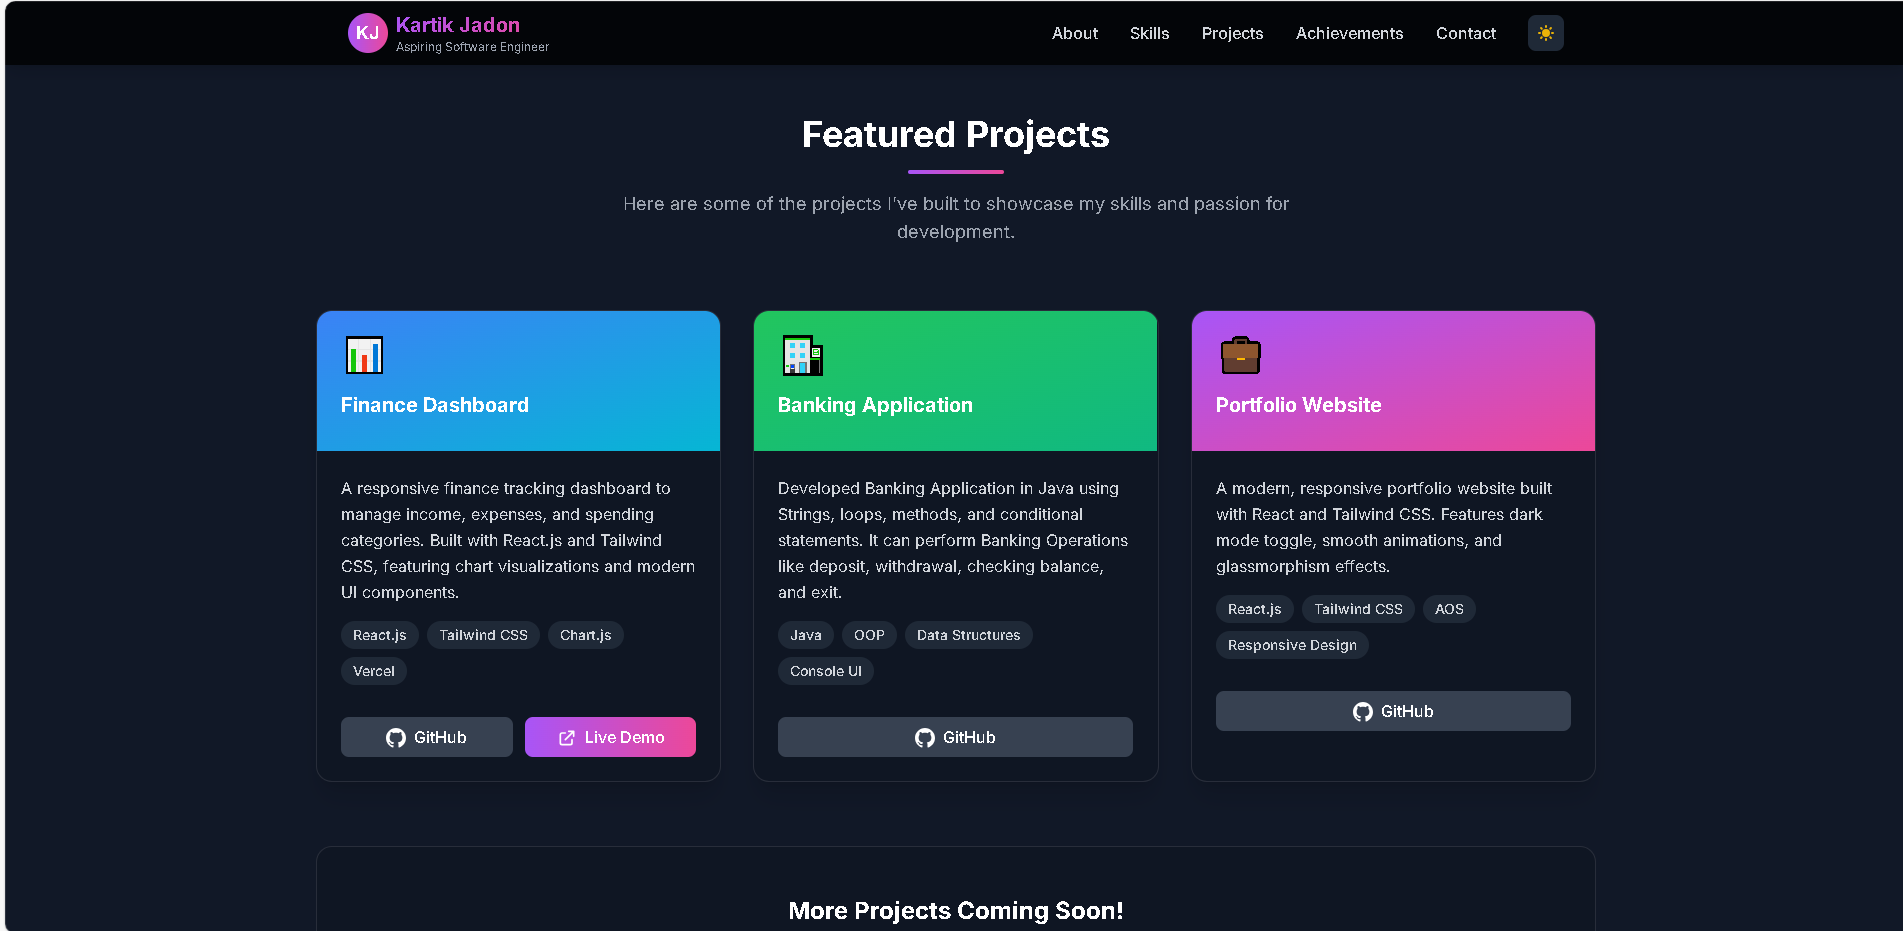 KJ
Kartik Jadon
Aspiring Software Engineer
About
Skills
Projects
Achievements
Contact
Featured Projects
Here are some of the projects I've built to showcase my skills and passion for
development.
Finance Dashboard
A responsive finance tracking dashboard to
manage income, expenses, and spending
categories. Built with React.js and Tailwind
CSS, featuring chart visualizations and modern
UI components.
React.js
Tailwind CSS
Chart.js
Vercel
GitHub
Live Demo
Banking Application
Developed Banking Application in Java using
Strings, loops, methods, and conditional
statements. It can perform Banking Operations
like deposit, withdrawal, checking balance,
and exit.
Java
OOP
Data Structures
Console UI
GitHub
Portfolio Website
A modern, responsive portfolio website built
with React and Tailwind CSS. Features dark
mode toggle, smooth animations, and
glassmorphism effects.
React.js
Tailwind CSS
AOS
Responsive Design
GitHub
More Projects Coming Soon!